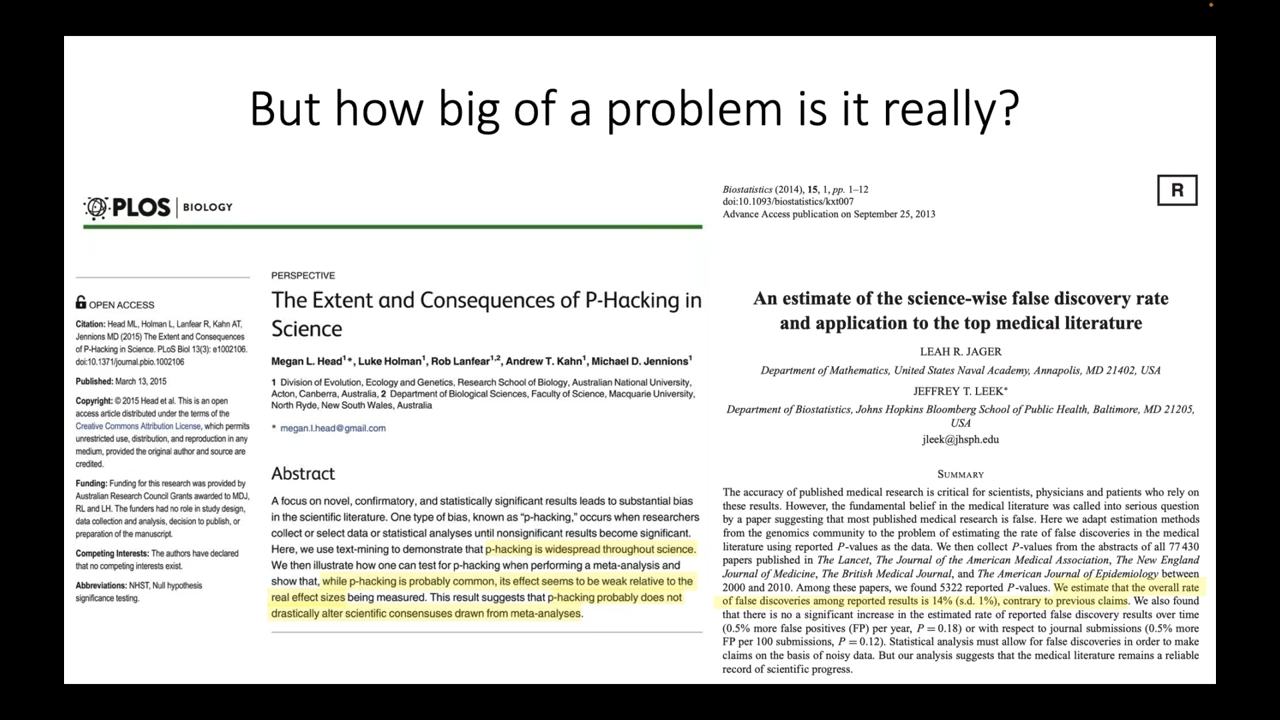 But how big of a problem is it really?
PLOS | BIOLOGY
OPEN ACCESS
Citation: Head ML, Holman L, Lanfear R, Kahn AT,
Jennions MD (2015) The Extent and Consequences
of P-Hacking in Science. PLoS Biol 13(3): e1002106.
doi:10.1371/journal.pbio.1002106
Published: March 13, 2015
Copyright: © 2015 Head et al. This is an open
access article distributed under the terms of the
Creative Commons Attribution License, which permits
unrestricted use, distribution, and reproduction in any
medium, provided the original author and source are
credited.
Funding: Funding for this research was provided by
Australian Research Council Grants awarded to MDJ,
RL and LH. The funders had no role in study design,
data collection and analysis, decision to publish, or
preparation of the manuscript.
Competing Interests: The authors have declared
that no competing interests exist.
Abbreviations: NHST, Null hypothesis
significance testing.
PERSPECTIVE
The Extent and Consequences of P-Hacking in
Science
Megan L. Head1*, Luke Holman1, Rob Lanfear1,2, Andrew T. Kahn1, Michael D. Jennions1
1 Division of Evolution, Ecology and Genetics, Research School of Biology, Australian National University,
Acton, Canberra, Australia, 2 Department of Biological Sciences, Faculty of Science, Macquarie University,
North Ryde, New South Wales, Australia
* megan.l.head@gmail.com
Abstract
A focus on novel, confirmatory, and statistically significant results leads to substantial bias
in the scientific literature. One type of bias, known as “p-hacking,” occurs when researchers
collect or select data or statistical analyses until nonsignificant results become significant.
Here, we use text-mining to demonstrate that p-hacking is widespread throughout science.
We then illustrate how one can test for p-hacking when performing a meta-analysis and
show that, while p-hacking is probably common, its effect seems to be weak relative to the
real effect sizes being measured. This result suggests that p-hacking probably does not
drastically alter scientific consensuses drawn from meta-analyses.
Biostatistics (2014), 15, 1, pp. 1–12
doi:10.1093/biostatistics/kxt007
Advance Access publication on September 25, 2013
R
An estimate of the science-wise false discovery rate
and application to the top medical literature
LEAH R. JAGER
Department of Mathematics, United States Naval Academy, Annapolis, MD 21402, USA
JEFFREY T. LEEK*
Department of Biostatistics, Johns Hopkins Bloomberg School of Public Health, Baltimore, MD 21205,
USA
jleek@jhsph.edu
SUMMARY
The accuracy of published medical research is critical for scientists, physicians and patients who rely on
these results. However, the fundamental belief in the medical literature was called into serious question
by a paper suggesting that most published medical research is false. Here we adapt estimation methods
from the genomics community to the problem of estimating the rate of false discoveries in the medical
literature using reported P-values as the data. We then collect P-values from the abstracts of all 77 430
papers published in The Lancet, The Journal of the American Medical Association, The New England
Journal of Medicine, The British Medical Journal, and The American Journal of Epidemiology between
2000 and 2010. Among these papers, we found 5322 reported P-values. We estimate that the overall rate
of false discoveries among reported results is 14% (s.d. 1%), contrary to previous claims. We also found
that there is no a significant increase in the estimated rate of reported false discovery results over time
(0.5% more false positives (FP) per year, P = 0.18) or with respect to journal submissions (0.5% more
FP per 100 submissions, P = 0.12). Statistical analysis must allow for false discoveries in order to make
claims on the basis of noisy data. But our analysis suggests that the medical literature remains a reliable
record of scientific progress.